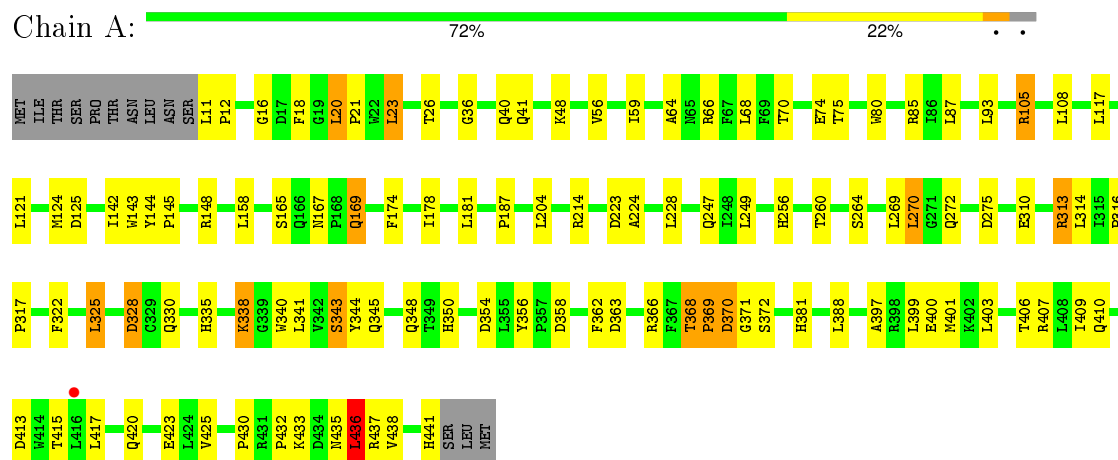 Chain A:
72% 22% • •
MET ILE THR SER PRO THR ASN LEU ASN SER L11 P12 G16 D17 F18 G19 L20 P21 W22 L23 T26 G36 Q40 Q41 K48 V56 I59 A64 N65 R66 F67 L68 F69 T70 E74 T75 W80 R85 I86 L87 L93 R105 L108 L117
L121 M124 D125 I142 W143 Y144 P145 R148 L158 S165 Q166 N167 P168 Q169 F174 I178 L181 P187 L204 R214 D223 A224 L228 Q247 I248 L249 H256 T260 S264 L269 L270 G271 Q272 D275 E310 R313 L314 I315 P316
P317 F322 L325 D328 C329 Q330 H335 K338 G339 W340 L341 V342 S343 Y344 Q345 Q348 T349 H350 D354 L355 Y356 P357 D358 F362 D363 R366 F367 T368 P369 D370 G371 S372 H381 L388 A397 R398 L399 E400 M401 K402 L403 T406 R407 L408 I409 Q410
D413 W414 T415 L416 L417 Q420 E423 L424 V425 P430 R431 P432 K433 D434 N435 L436 R437 V438 H441 SER LEU MET